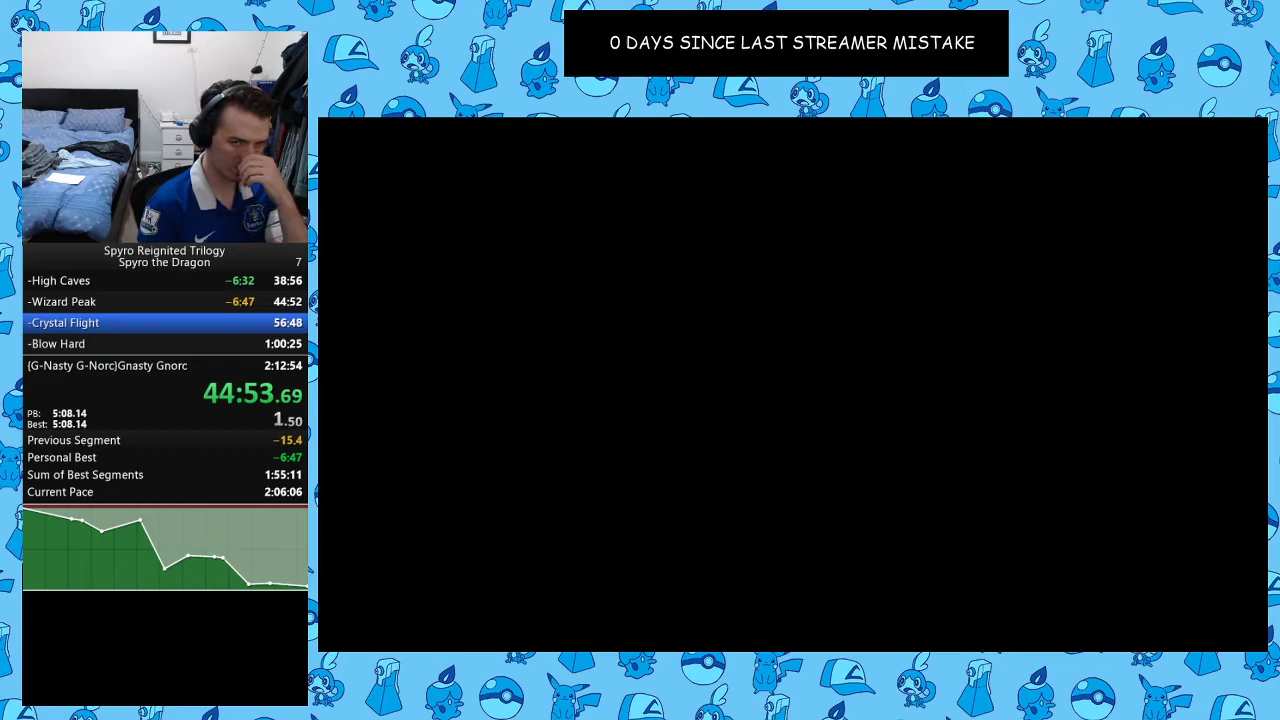 0 DAYS SINCE LAST STREAMER MISTAKE
Spyro Reignited Trilogy
Spyro the Dragon 7
-High Caves −6:32 38:56
-Wizard Peak −6:47 44:52
-Crystal Flight 56:48
-Blow Hard 1:00:25
{G-Nasty G-Norc}Gnasty Gnorc 2:12:54
44:53.69
PB: 5:08.14
Best: 5:08.14
1.50
Previous Segment −15.4
Personal Best −6:47
Sum of Best Segments 1:55:11
Current Pace 2:06:06